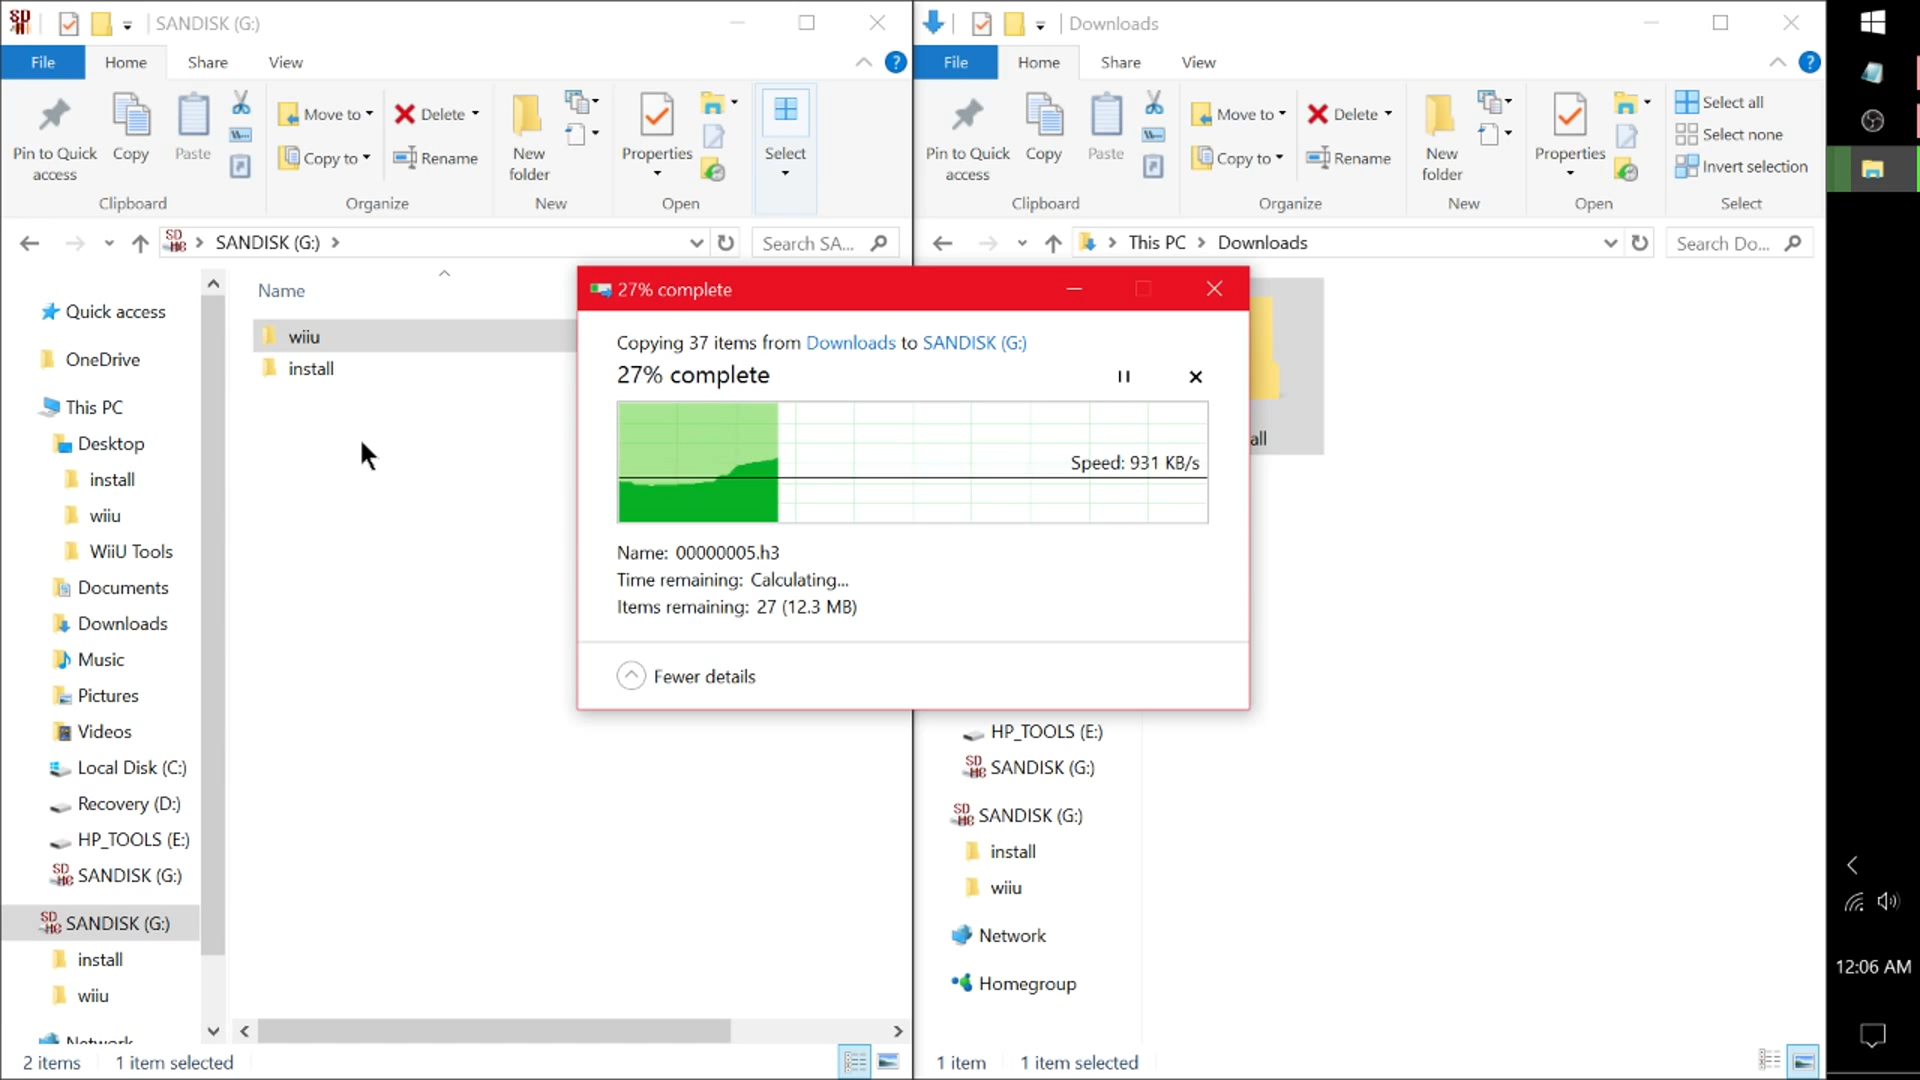 SANDISK (G:)
File
Home
Share
View
Pin to Quick access
Copy
Paste
Move to
Copy to
Delete
Rename
New folder
Properties
Select
Clipboard
Organize
New
Open
SANDISK (G:)
Search SA...
Quick access
OneDrive
This PC
Desktop
install
wiiu
WiiU Tools
Documents
Downloads
Music
Pictures
Videos
Local Disk (C:)
Recovery (D:)
HP_TOOLS (E:)
SANDISK (G:)
SANDISK (G:)
install
wiiu
Network
Name
wiiu
install
2 items
1 item selected
Downloads
File
Home
Share
View
Pin to Quick access
Copy
Paste
Move to
Copy to
Delete
Rename
New folder
Properties
Select all
Select none
Invert selection
Clipboard
Organize
New
Open
Select
This PC
Downloads
Search Do...
all
HP_TOOLS (E:)
SANDISK (G:)
SANDISK (G:)
install
wiiu
Network
Homegroup
1 item
1 item selected
27% complete
Copying 37 items from Downloads to SANDISK (G:)
27% complete
Speed: 931 KB/s
Name: 00000005.h3
Time remaining: Calculating...
Items remaining: 27 (12.3 MB)
Fewer details
12:06 AM